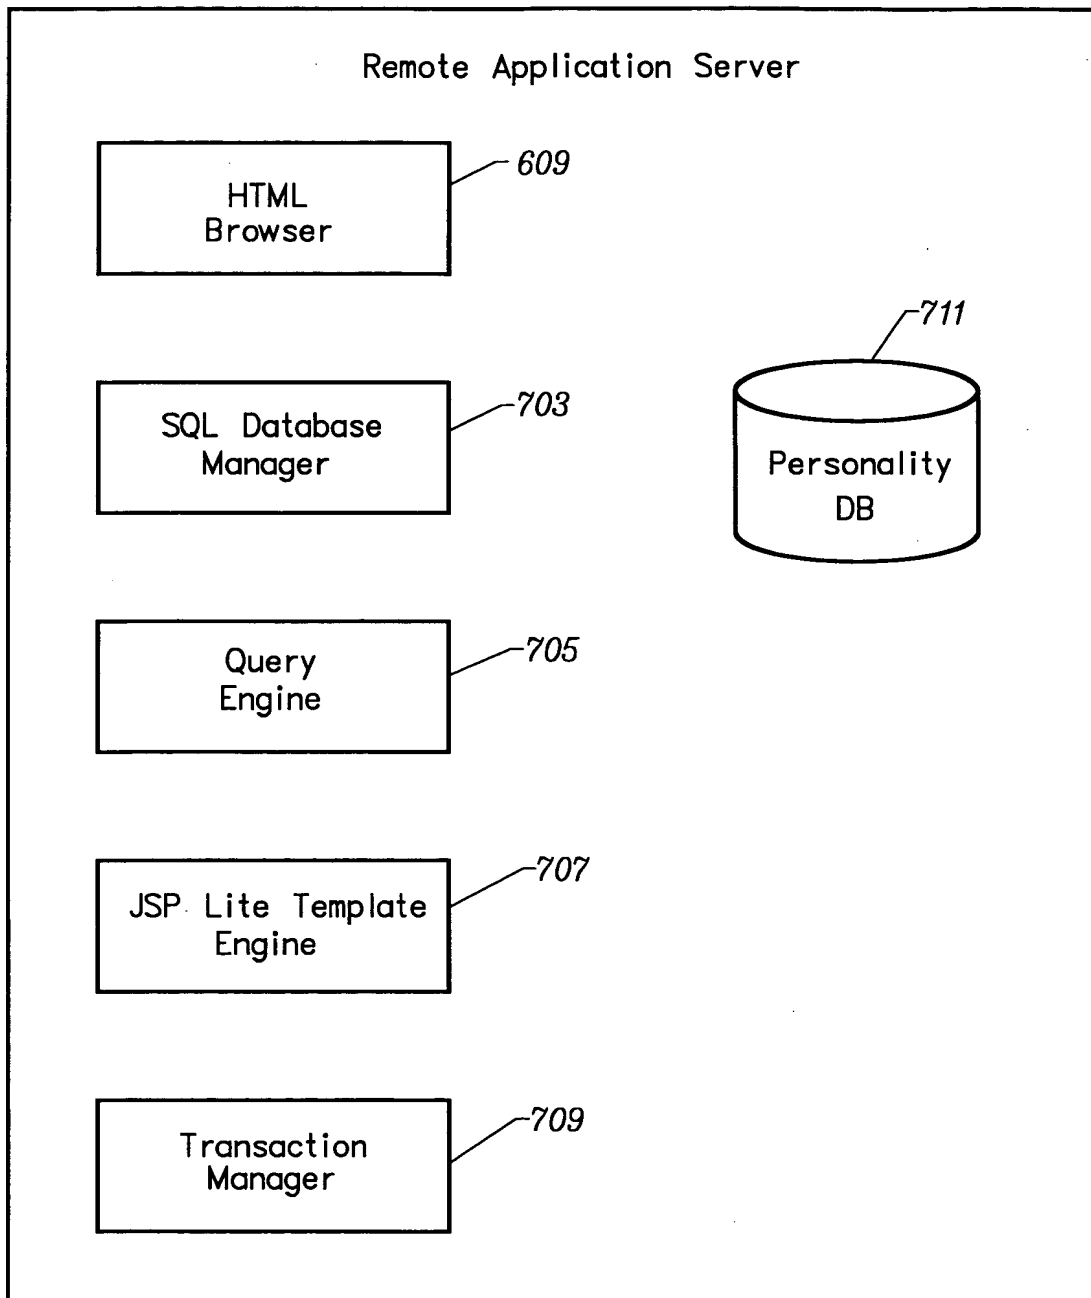 Remote Application Server
609
HTML
Browser
711
703
SQL Database
Manager
Personality
DB
705
Query
Engine
707
JSP Lite Template
Engine
709
Transaction
Manager